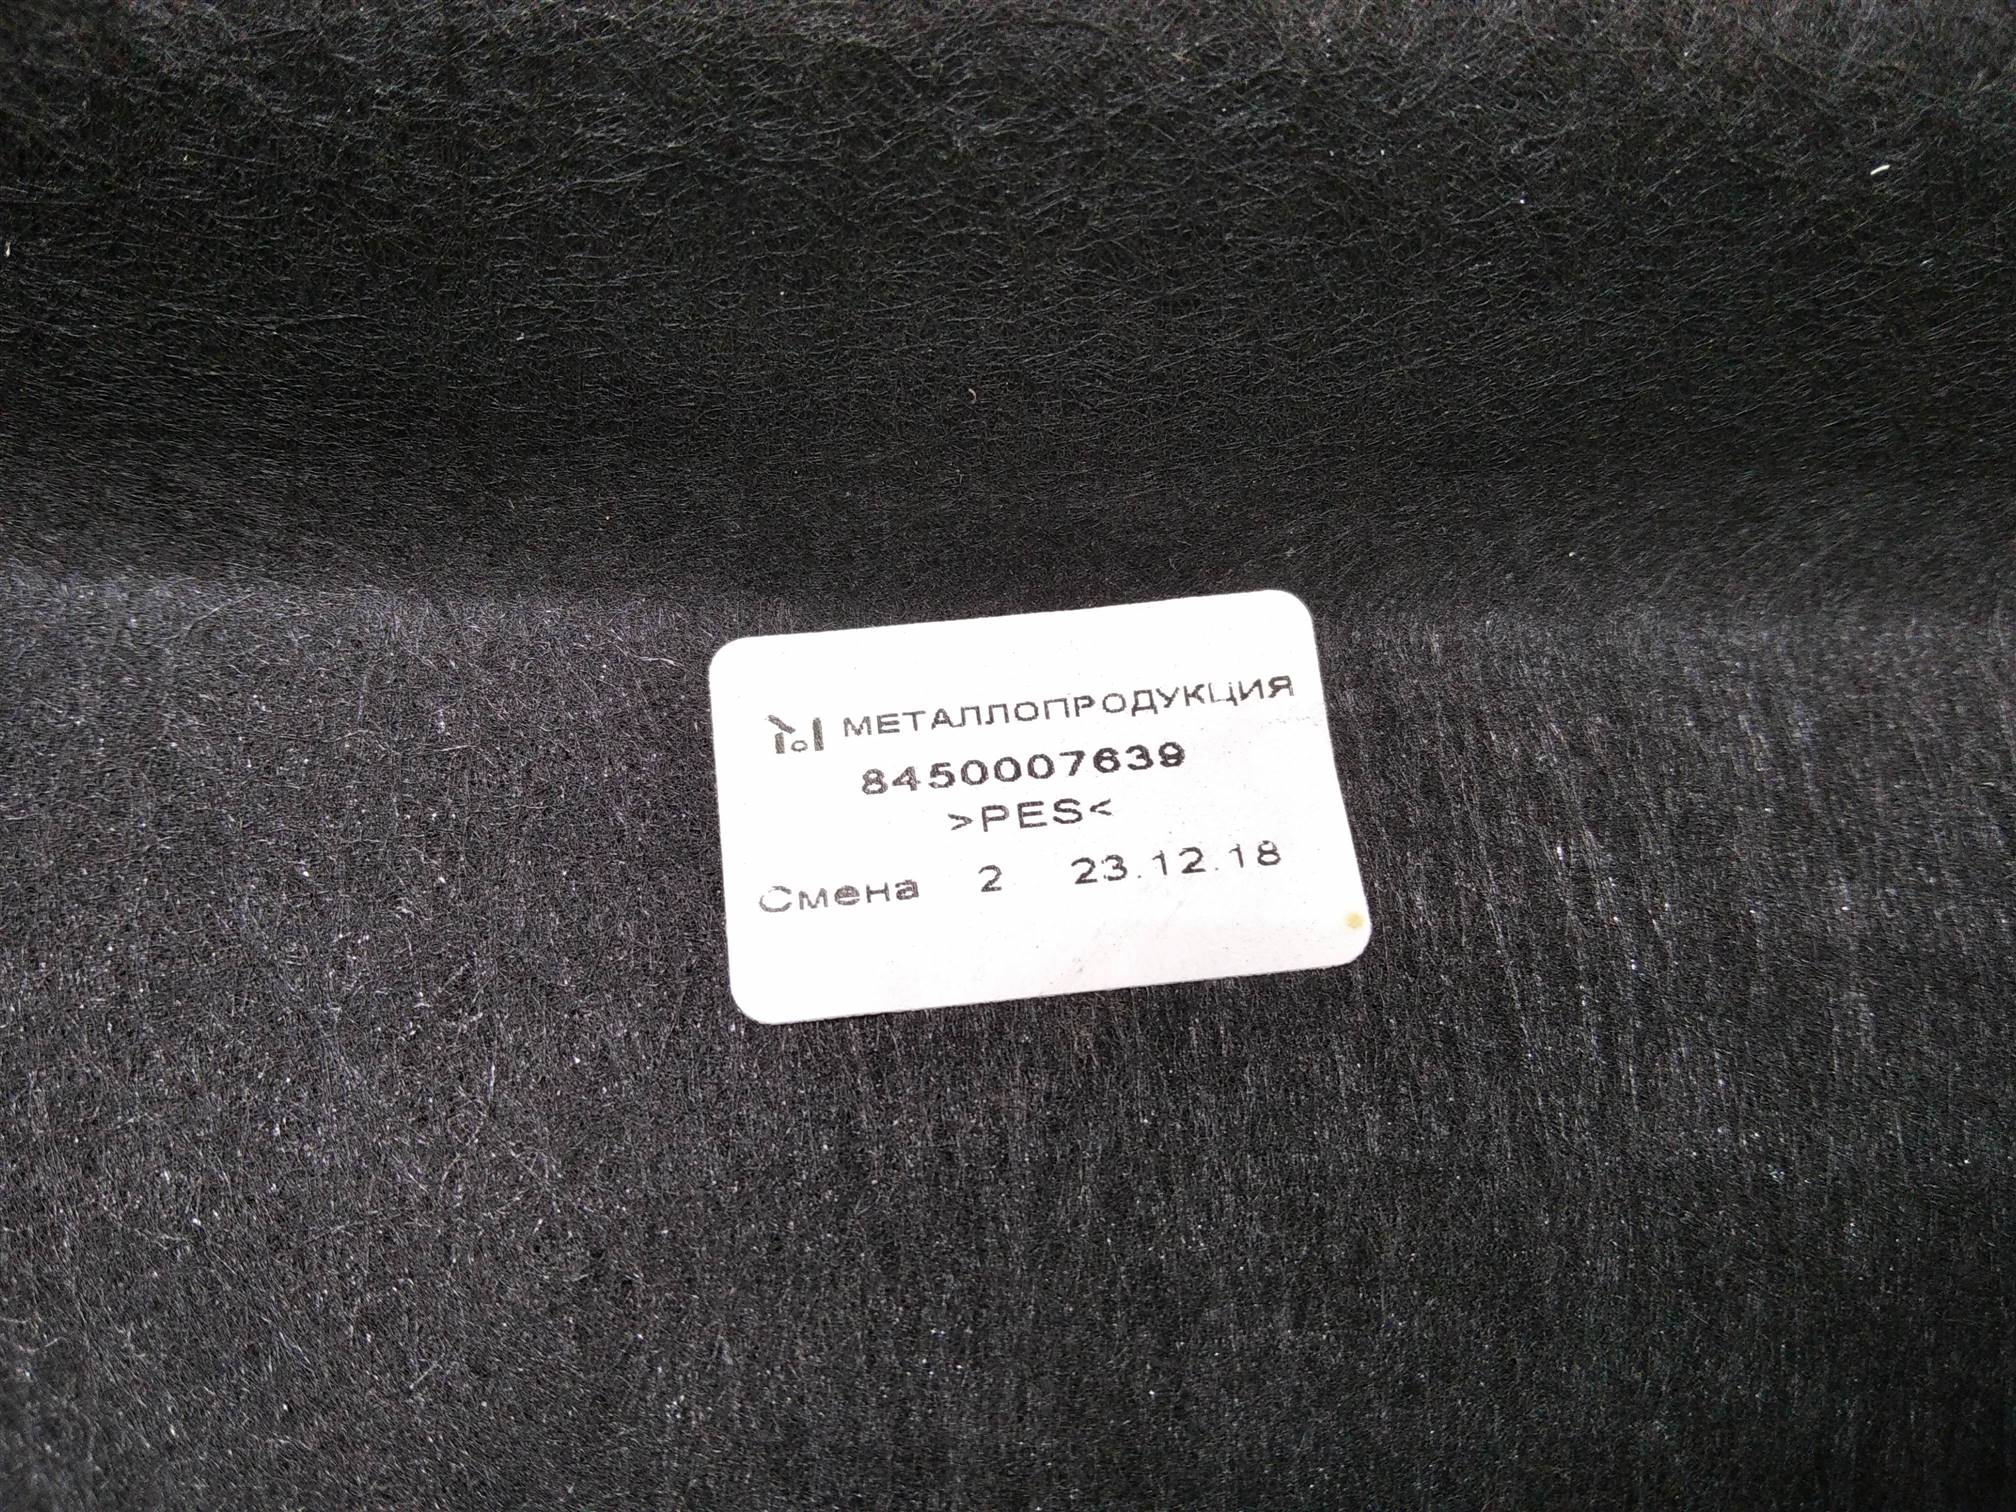 МЕТАЛЛОПРОДУКЦИЯ
8450007639
>PES<
Смена 2 23.12.18